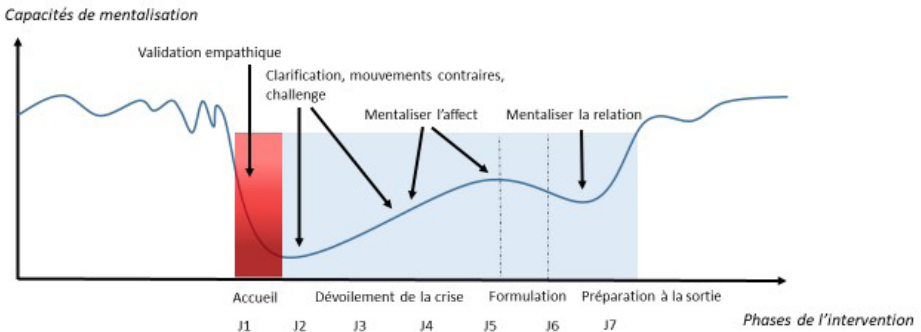 Capacités de mentalisation
Validation empathique
Clarification, mouvements contraires,
challenge
Mentaliser l'affect
Mentaliser la relation
Accueil
Dévoilement de la crise
Formulation
Préparation à la sortie
J1
J2
J3
J4
J5
J6
J7
Phases de l'intervention